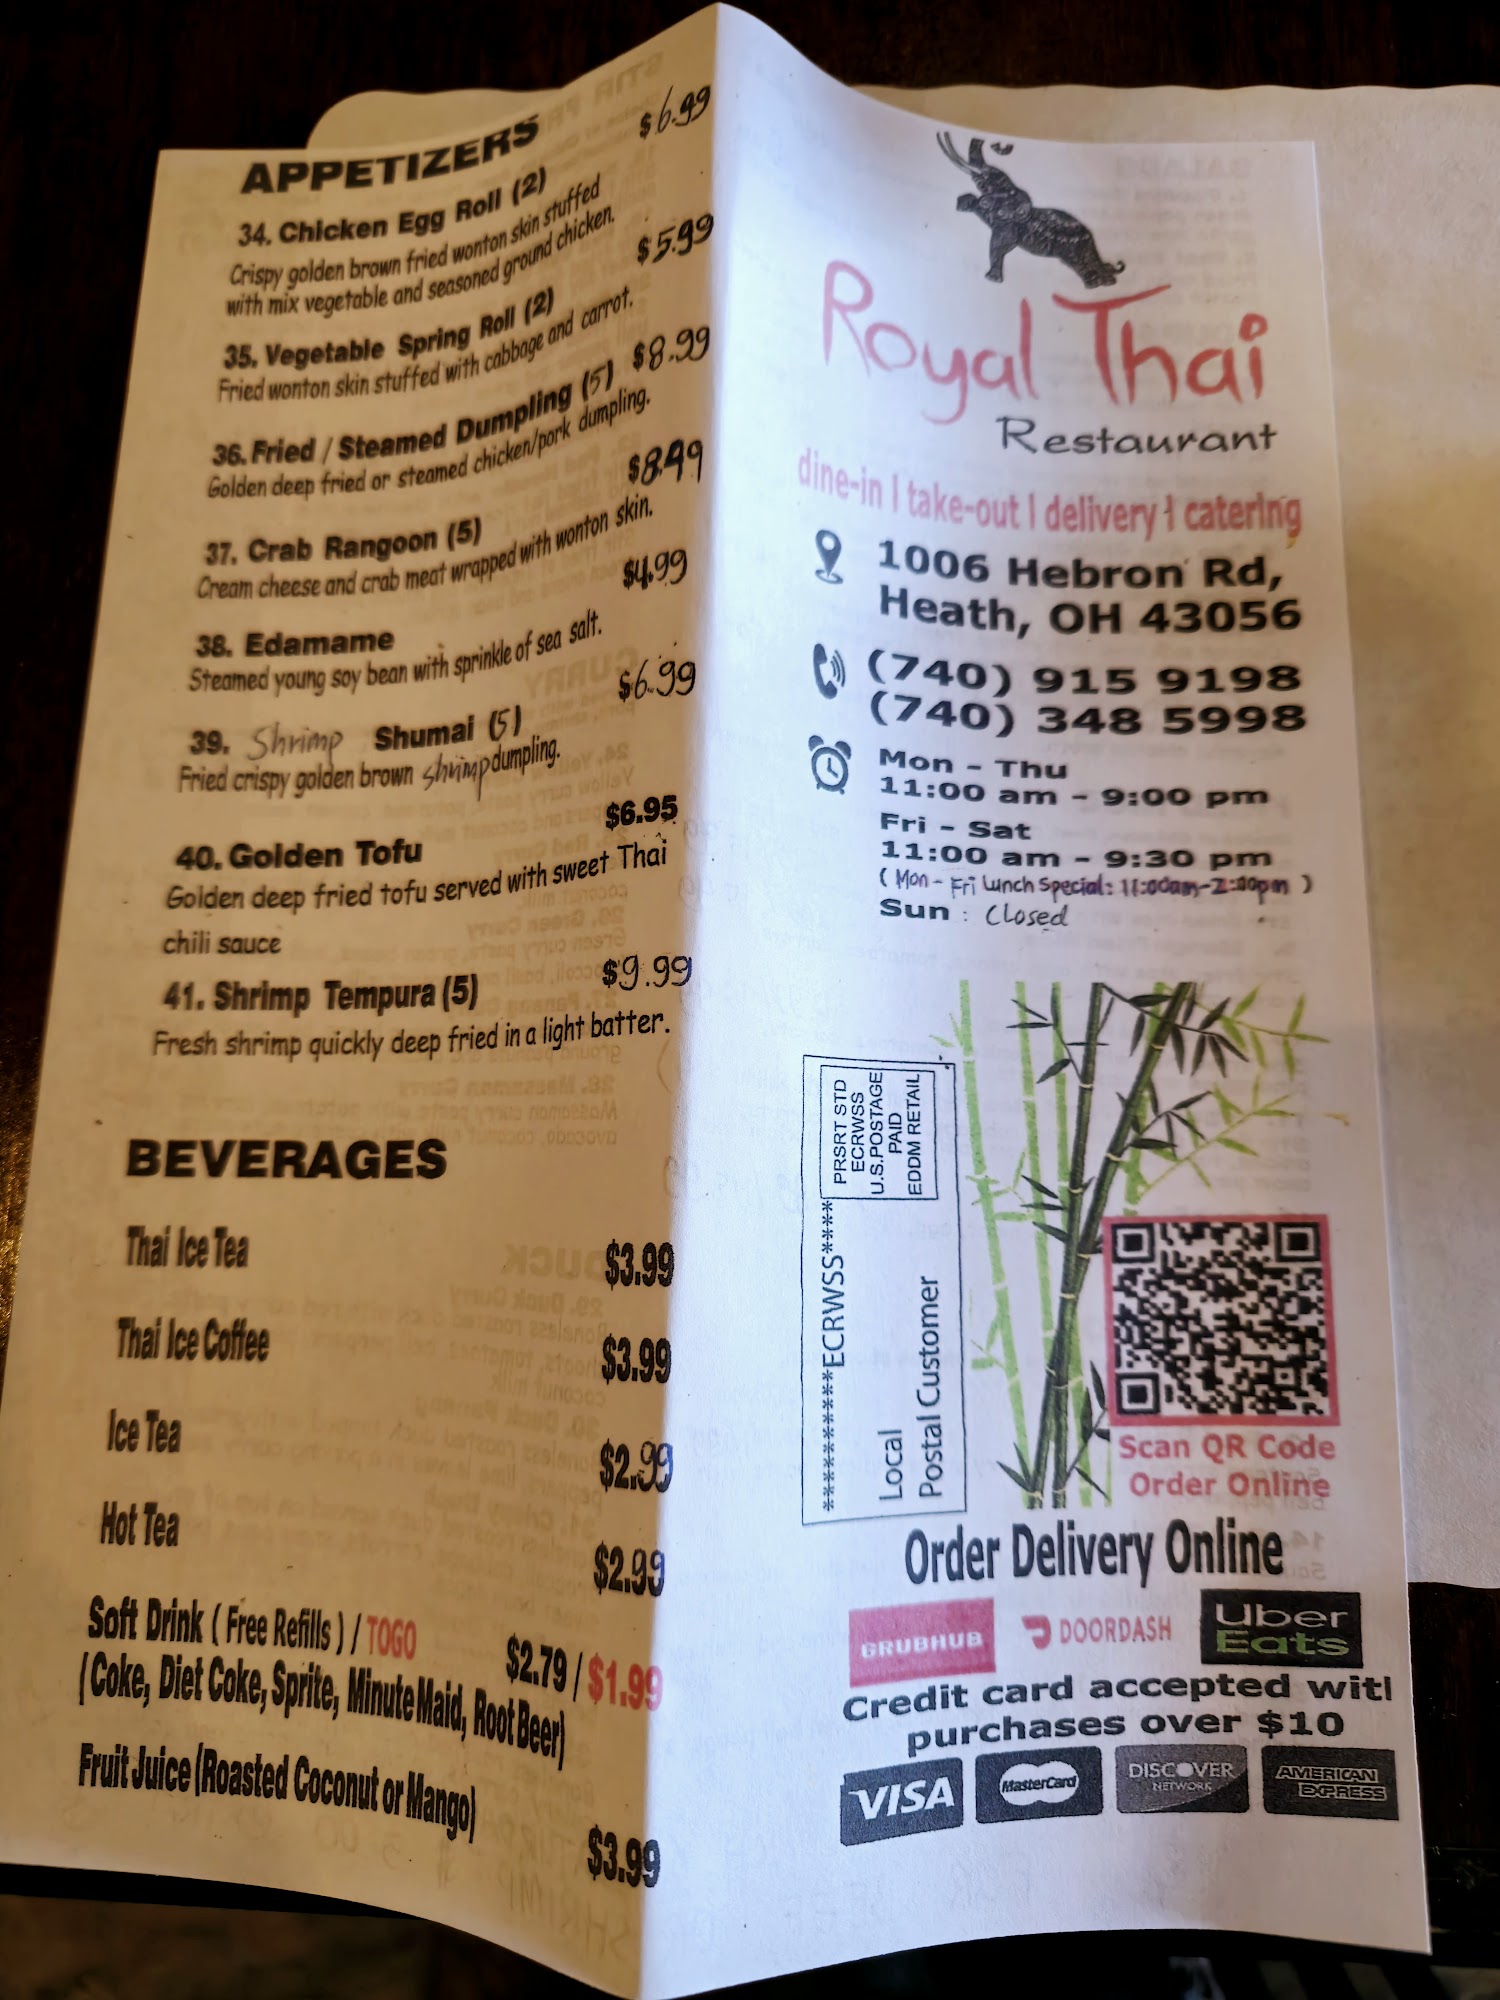 APPETIZERS
$6.99
34. Chicken Egg Roll (2)
Crispy golden brown fried wonton skin stuffed
with mix vegetable and seasoned ground chicken.
$5.99
35. Vegetable Spring Roll (2)
Fried wonton skin stuffed with cabbage and carrot.
$8.99
36. Fried / Steamed Dumpling (5)
Golden deep fried or steamed chicken/pork dumpling.
37. Crab Rangoon (5)
Cream cheese and crab meat wrapped with wonton skin.
$4.99
38. Edamame
Steamed young soy bean with sprinkle of sea salt.
$6.99
39. Shrimp Shumai (5)
Fried crispy golden brown shrimp dumpling.
$6.95
40. Golden Tofu
Golden deep fried tofu served with sweet Thai
chili sauce
$9.99
41. Shrimp Tempura (5)
Fresh shrimp quickly deep fried in a light batter.
BEVERAGES
Thai Ice Tea $3.99
Thai Ice Coffee $3.99
Ice Tea $2.99
Hot Tea $2.99
Soft Drink ( Free Refills ) / TOGO $2.79 / $1.99
(Coke, Diet Coke, Sprite, Minute Maid, Root Beer)
Fruit Juice (Roasted Coconut or Mango)
$3.99
Royal Thai
Restaurant
dine-in | take-out | delivery | catering
1006 Hebron Rd,
Heath, OH 43056
(740) 915 9198
(740) 348 5998
Mon - Thu
11:00 am - 9:00 pm
Fri - Sat
11:00 am - 9:30 pm
( Mon - Fri Lunch Special: 11:00am-2:00pm )
Sun : Closed
PRSRT STD
ECRWSS
U.S.POSTAGE
PAID
EDDM RETAIL
***********ECRWSS****
Local
Postal Customer
Scan QR Code
Order Online
Order Delivery Online
GRUBHUB DOORDASH Uber
Eats
Credit card accepted with
purchases over $10
VISA MasterCard DISCOVER
NETWORK AMERICAN
EXPRESS